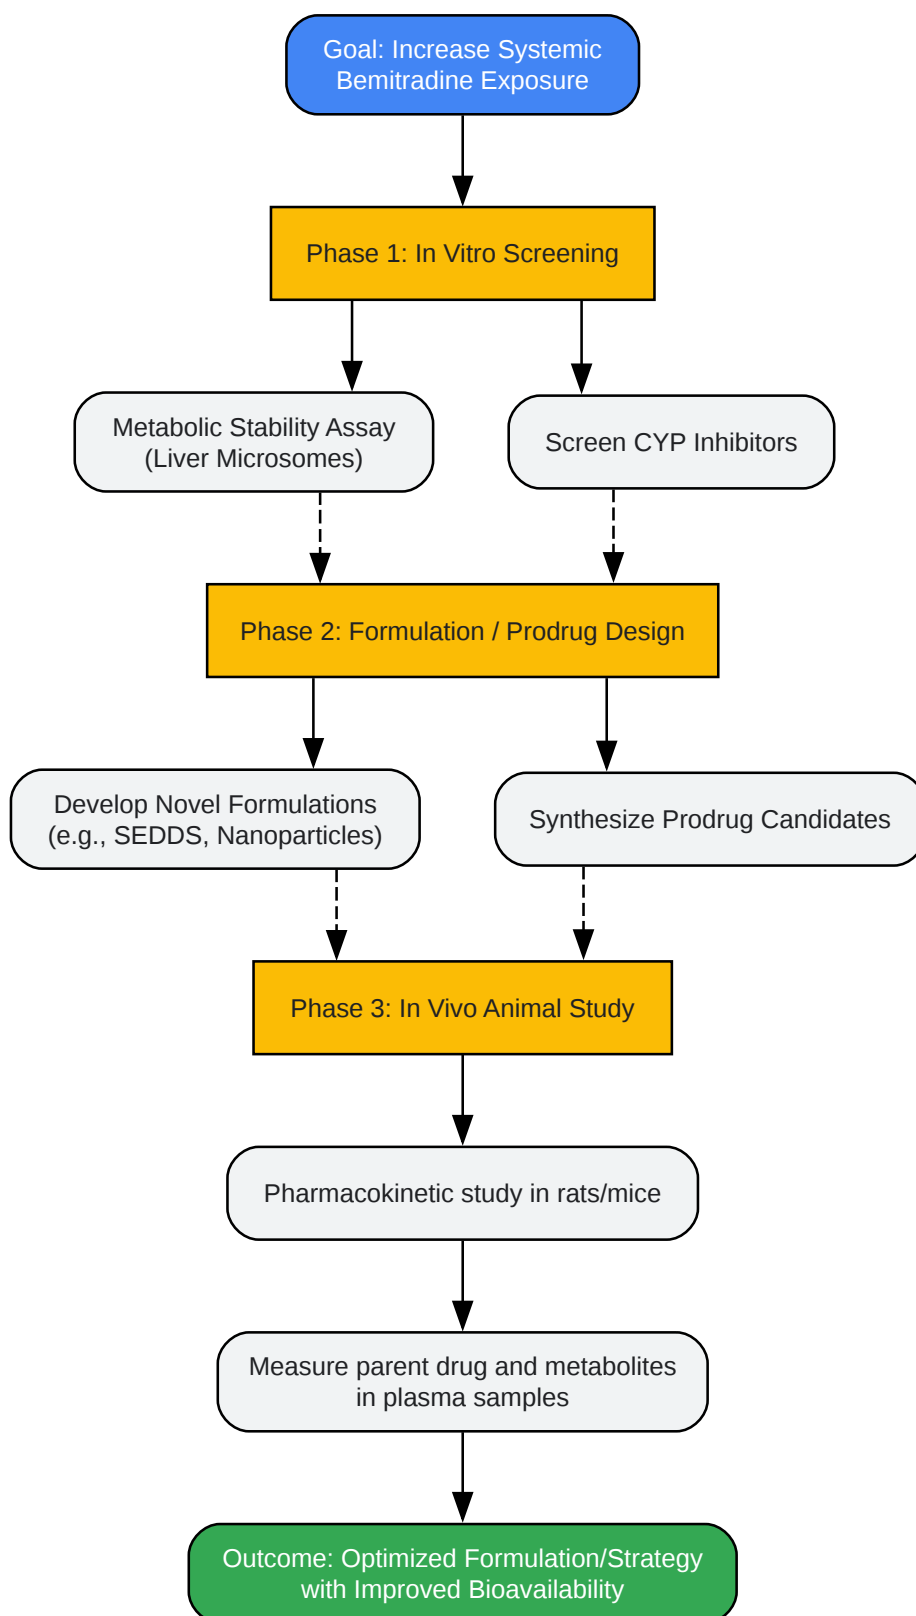 Goal: Increase Systemic
Bemitradine Exposure
Phase 1: In Vitro Screening
Metabolic Stability Assay
(Liver Microsomes)
Screen CYP Inhibitors
Phase 2: Formulation / Prodrug Design
Develop Novel Formulations
(e.g., SEDDS, Nanoparticles)
Synthesize Prodrug Candidates
Phase 3: In Vivo Animal Study
Pharmacokinetic study in rats/mice
Measure parent drug and metabolites
in plasma samples
Outcome: Optimized Formulation/Strategy
with Improved Bioavailability